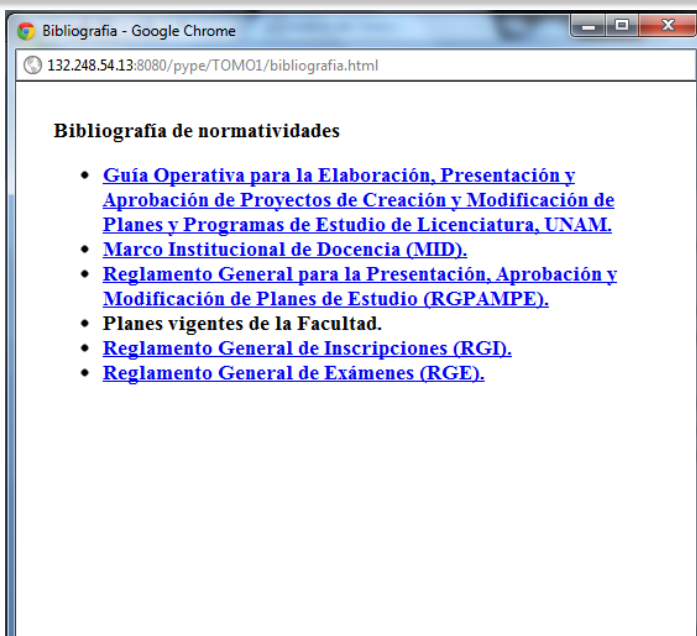 Bibliografia - Google Chrome
132.248.54.13:8080/pype/TOMO1/bibliografia.html
Bibliografía de normatividades
Guía Operativa para la Elaboración, Presentación y
Aprobación de Proyectos de Creación y Modificación de
Planes y Programas de Estudio de Licenciatura, UNAM.
Marco Institucional de Docencia (MID).
Reglamento General para la Presentación, Aprobación y
Modificación de Planes de Estudio (RGPAMPE).
Planes vigentes de la Facultad.
Reglamento General de Inscripciones (RGI).
Reglamento General de Exámenes (RGE).